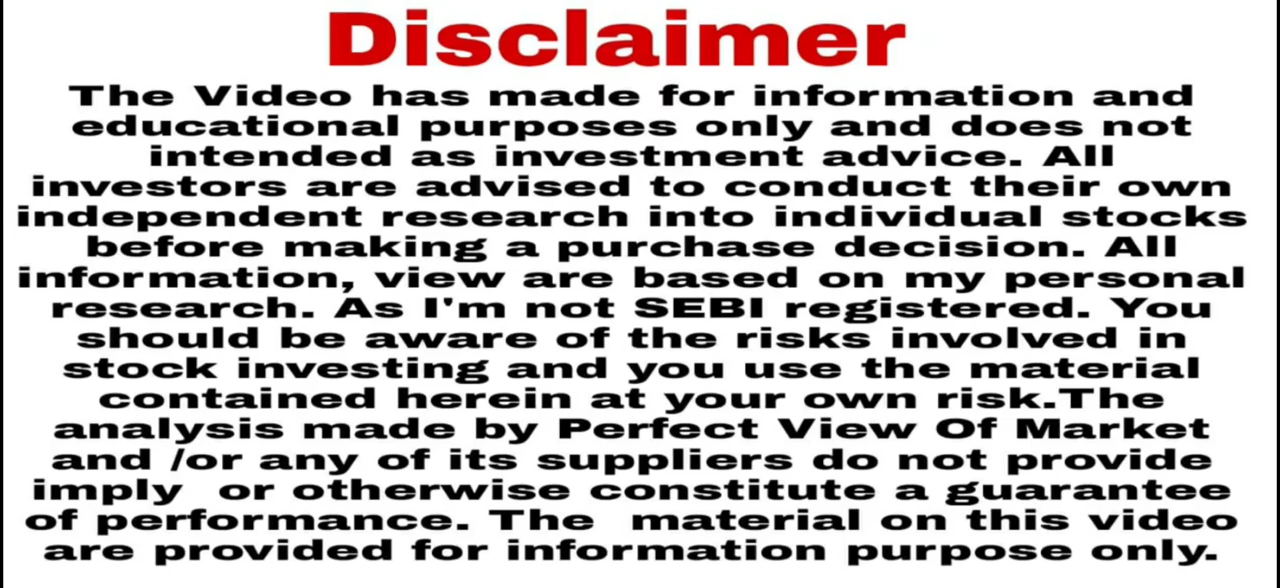 Disclaimer
The Video has made for information and
educational purposes only and does not
intended as investment advice. All
investors are advised to conduct their own
independent research into individual stocks
before making a purchase decision. All
information, view are based on my personal
research. As I'm not SEBI registered. You
should be aware of the risks involved in
stock investing and you use the material
contained herein at your own risk.The
analysis made by Perfect View Of Market
and /or any of its suppliers do not provide
imply  or otherwise constitute a guarantee
of performance. The  material on this video
are provided for information purpose only.